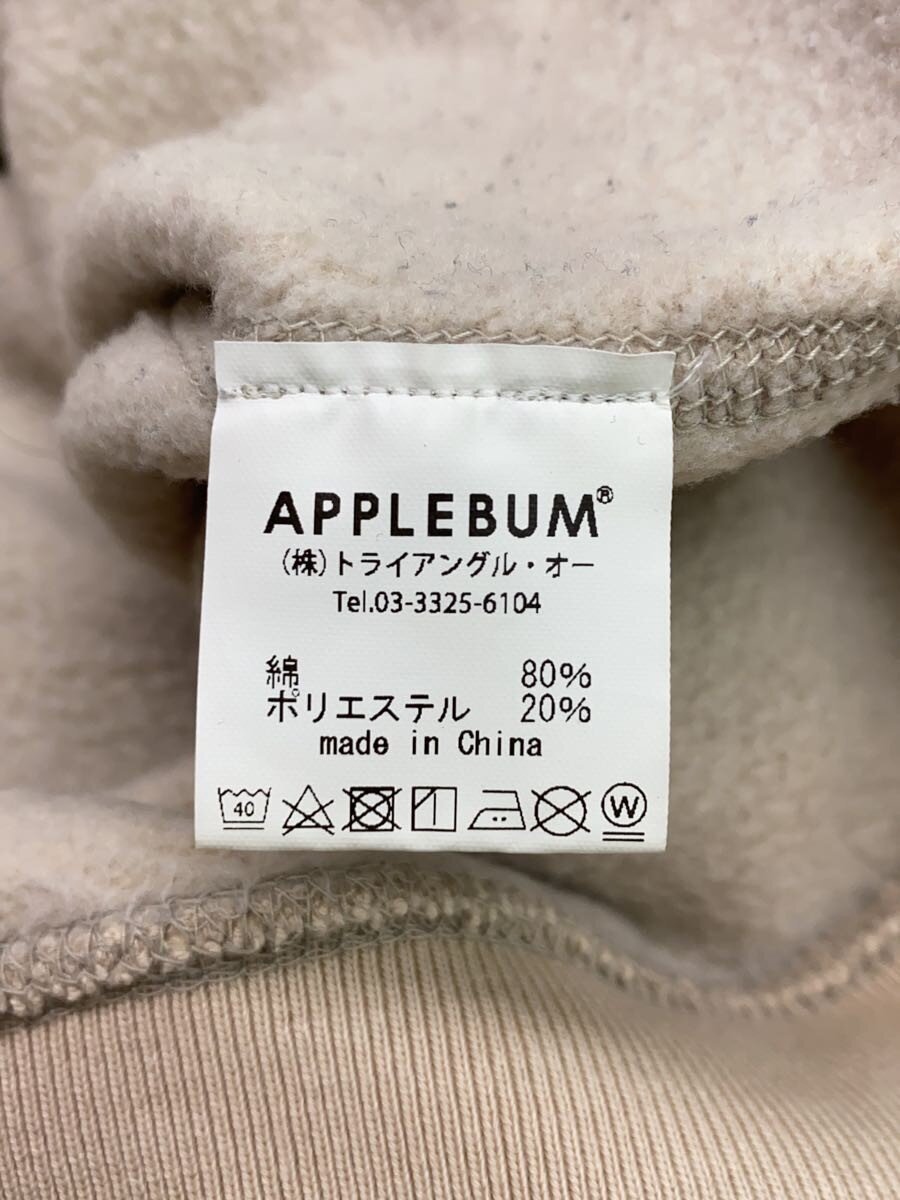 APPLEBUM®
(株)トライアングル・オー
Tel.03-3325-6104
綿 80%
ポリエステル 20%
made in China
40 W